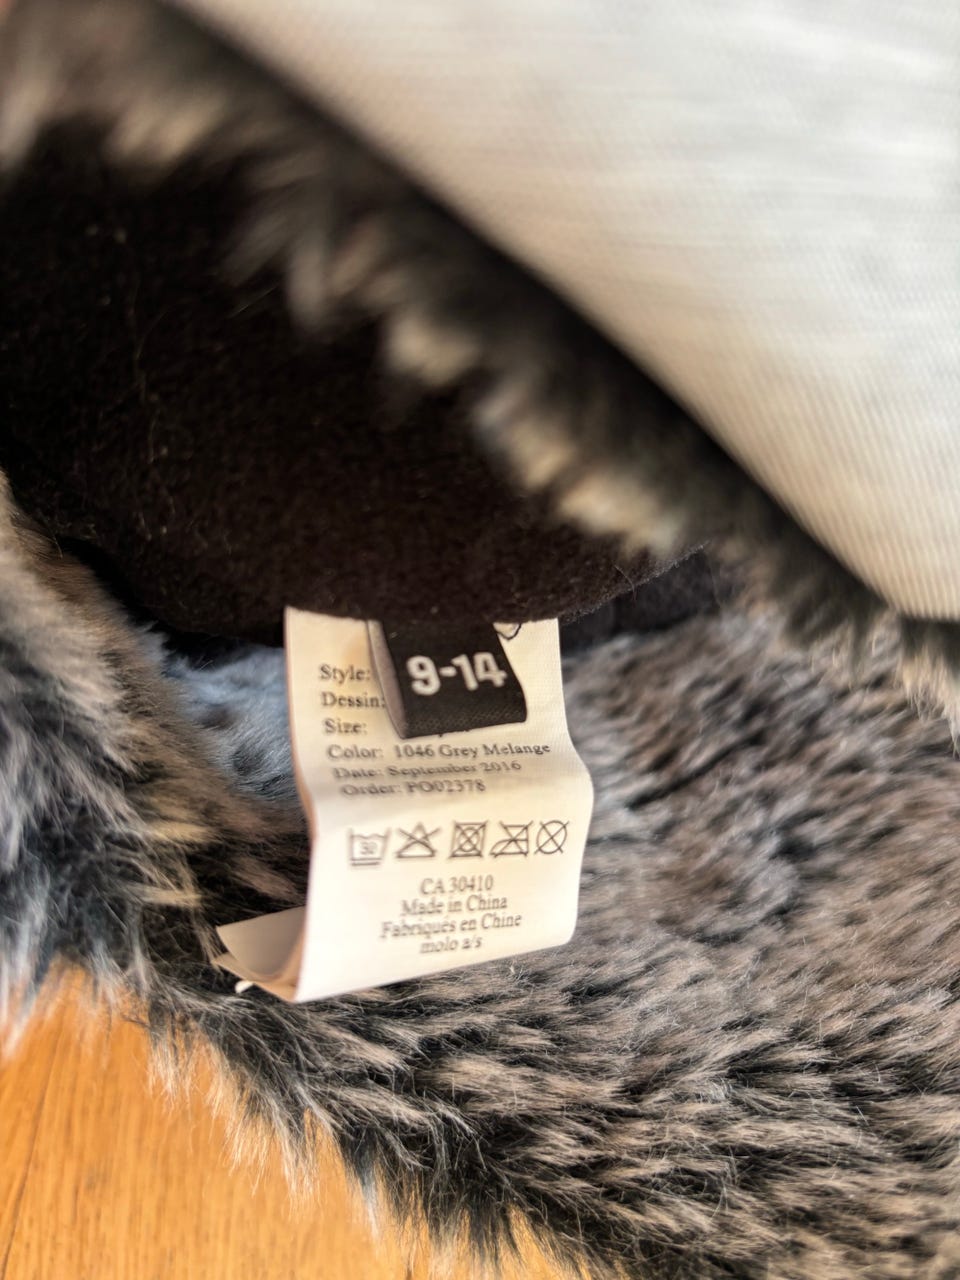 9-14
Style:
Dessin:
Size:
Color: 1046 Grey Melange
Date: September 2016
Order: PO02378
30
CA 30410
Made in China
Fabriqués en Chine
molo a/s